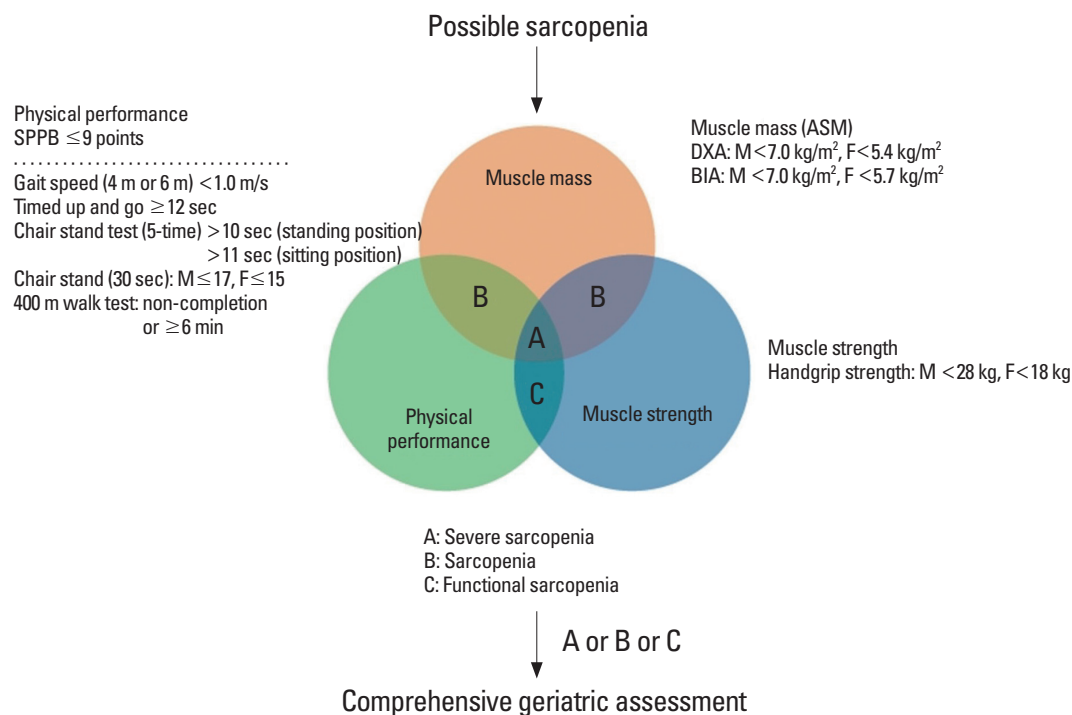 Possible sarcopenia
Physical performance
SPPB ≤9 points
Gait speed (4 m or 6 m) <1.0 m/s
Timed up and go ≥12 sec
Chair stand test (5-time) >10 sec (standing position)
>11 sec (sitting position)
Chair stand (30 sec): M≤17, F≤15
400 m walk test: non-completion
or ≥6 min
Muscle mass (ASM)
DXA: M<7.0 kg/m², F<5.4 kg/m²
BIA: M <7.0 kg/m², F <5.7 kg/m²
Muscle mass
B
B
A
C
Physical
performance
Muscle strength
Muscle strength
Handgrip strength: M <28 kg, F<18 kg
A: Severe sarcopenia
B: Sarcopenia
C: Functional sarcopenia
A or B or C
Comprehensive geriatric assessment